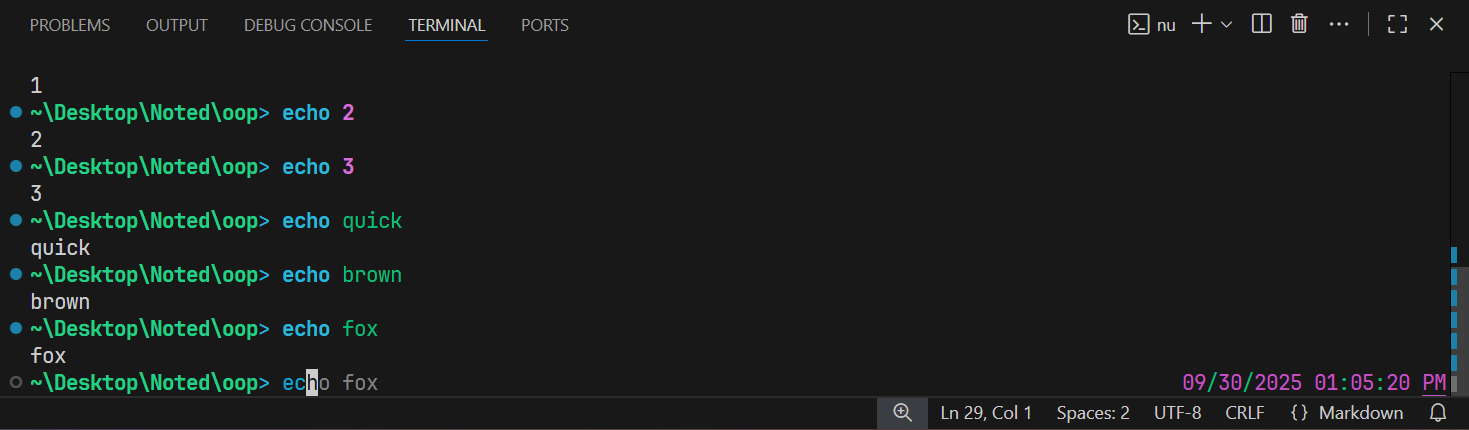 PROBLEMS OUTPUT DEBUG CONSOLE TERMINAL PORTS nu
1
~\Desktop\Noted\oop> echo 2
2
~\Desktop\Noted\oop> echo 3
3
~\Desktop\Noted\oop> echo quick
quick
~\Desktop\Noted\oop> echo brown
brown
~\Desktop\Noted\oop> echo fox
fox
~\Desktop\Noted\oop> echo fox 09/30/2025 01:05:20 PM
Ln 29, Col 1 Spaces: 2 UTF-8 CRLF {} Markdown